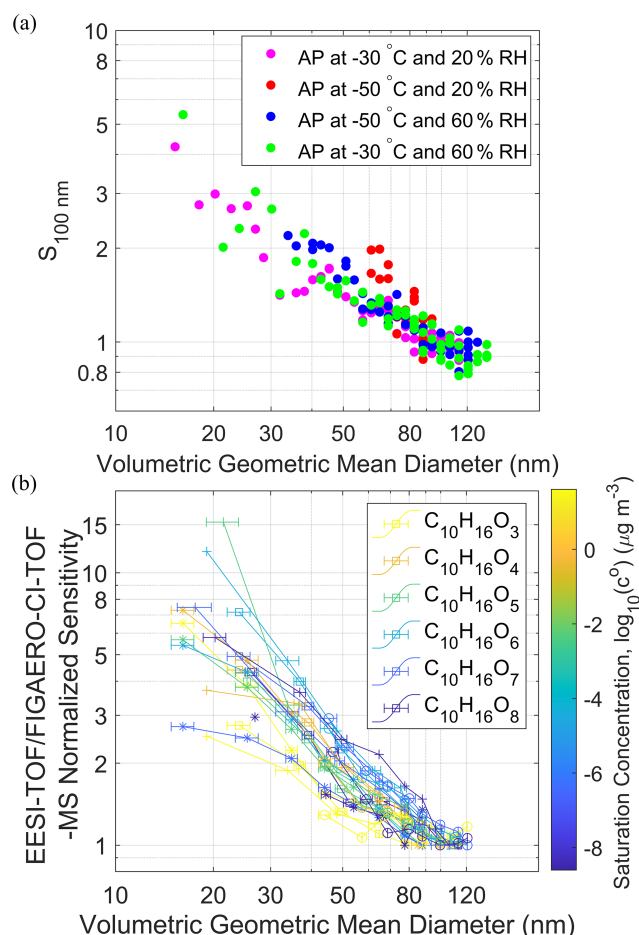 (a)
10
5
3
2
1
0.8
S100 nm
AP at -30 °C and 20 % RH
AP at -50 °C and 20 % RH
AP at -50 °C and 60 % RH
AP at -30 °C and 60 % RH
10 20 30 50 80 120
Volumetric Geometric Mean Diameter (nm)
(b)
15
10
8
5
3
2
1
EESI-TOF/FIGAERO-CI-TOF
-MS Normalized Sensitivity
C10H16O3
C10H16O4
C10H16O5
C10H16O6
C10H16O7
C10H16O8
10 20 30 50 80 120
Volumetric Geometric Mean Diameter (nm)
0
-2
-4
-6
-8
Saturation Concentration, log10(c°) (μg m-3)